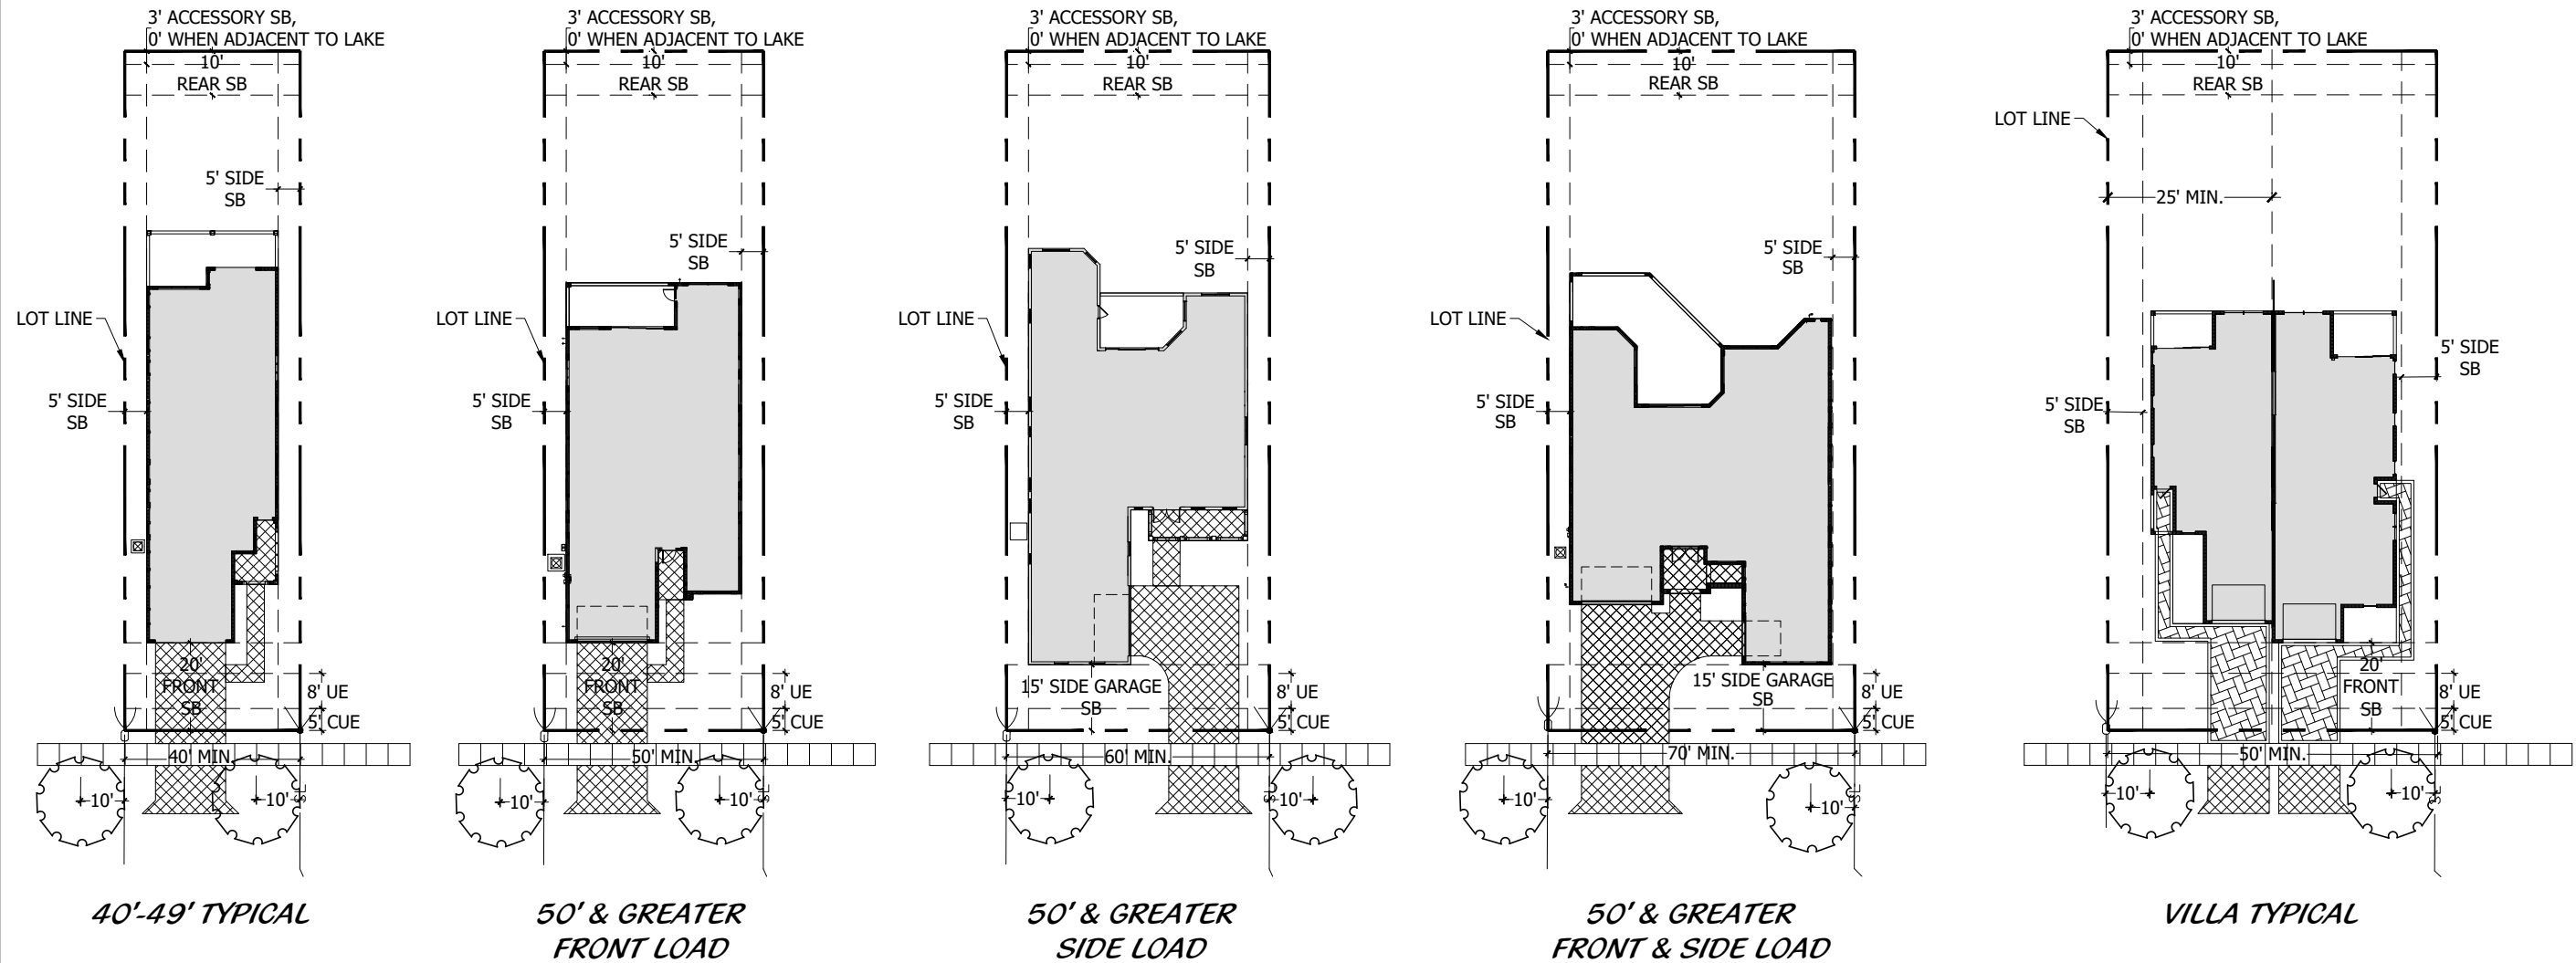 3' ACCESSORY SB,
0' WHEN ADJACENT TO LAKE
10'
REAR SB
5' SIDE
SB
LOT LINE
5' SIDE
SB
20'
FRONT
SB
8' UE
5' CUE
40' MIN.
10'
10'
SL
40'-49' TYPICAL
3' ACCESSORY SB,
0' WHEN ADJACENT TO LAKE
10'
REAR SB
5' SIDE
SB
LOT LINE
5' SIDE
SB
20'
FRONT
SB
8' UE
5' CUE
50' MIN.
10'
10'
SL
50' & GREATER
FRONT LOAD
3' ACCESSORY SB,
0' WHEN ADJACENT TO LAKE
10'
REAR SB
5' SIDE
SB
LOT LINE
5' SIDE
SB
15' SIDE GARAGE
SB
8' UE
5' CUE
60' MIN.
10'
10'
SL
50' & GREATER
SIDE LOAD
3' ACCESSORY SB,
0' WHEN ADJACENT TO LAKE
10'
REAR SB
5' SIDE
SB
LOT LINE
5' SIDE
SB
15' SIDE GARAGE
SB
8' UE
5' CUE
70' MIN.
10'
10'
SL
50' & GREATER
FRONT & SIDE LOAD
3' ACCESSORY SB,
0' WHEN ADJACENT TO LAKE
10'
REAR SB
LOT LINE
25' MIN.
5' SIDE
SB
5' SIDE
SB
20'
FRONT
SB
8' UE
5' CUE
50' MIN.
10'
10'
SL
VILLA TYPICAL